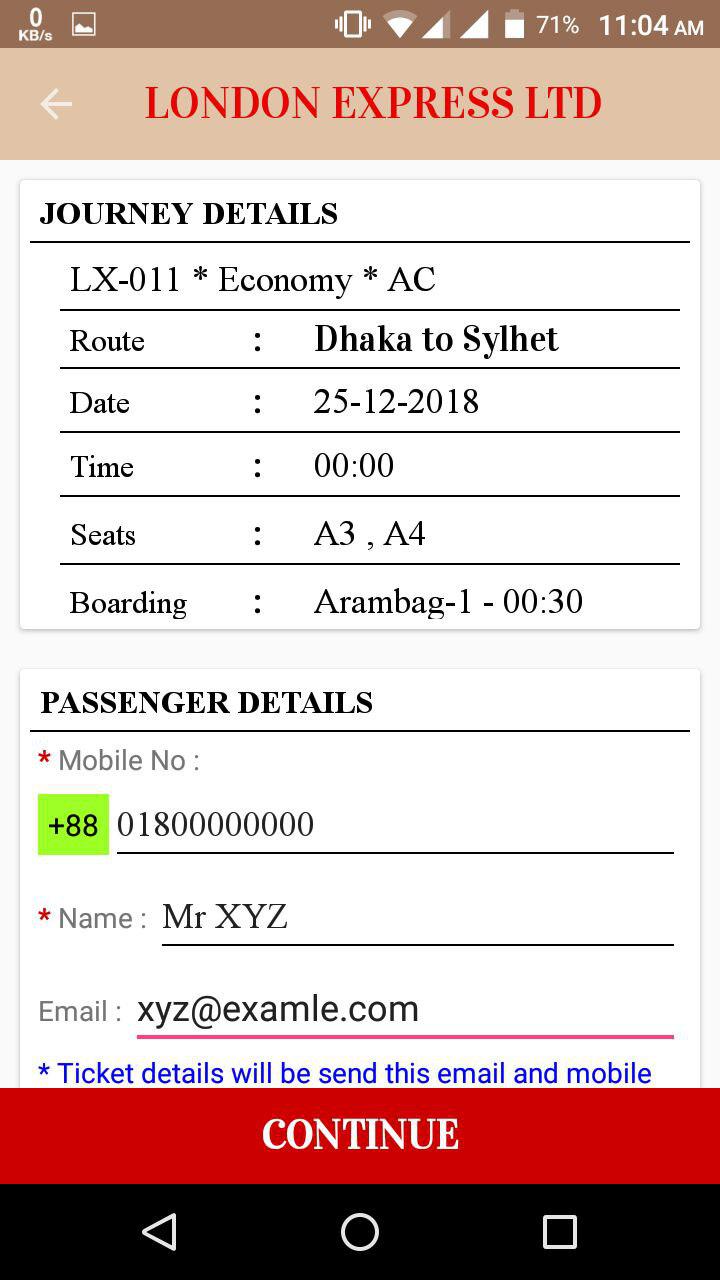 0
KB/s
71% 11:04 AM
LONDON EXPRESS LTD
JOURNEY DETAILS
LX-011 * Economy * AC
Route : Dhaka to Sylhet
Date : 25-12-2018
Time : 00:00
Seats : A3 , A4
Boarding : Arambag-1 - 00:30
PASSENGER DETAILS
* Mobile No :
+88 01800000000
* Name : Mr XYZ
Email : xyz@examle.com
* Ticket details will be send this email and mobile
CONTINUE